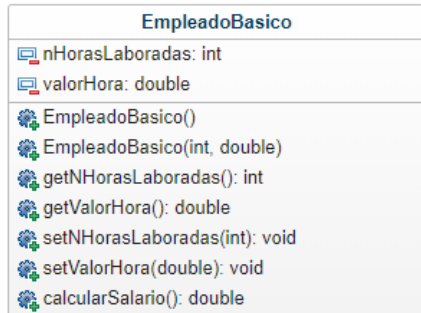 EmpleadoBasico
nHorasLaboradas: int
valorHora: double
EmpleadoBasico()
EmpleadoBasico(int, double)
getNHorasLaboradas(): int
getValorHora(): double
setNHorasLaboradas(int): void
setValorHora(double): void
calcularSalario(): double